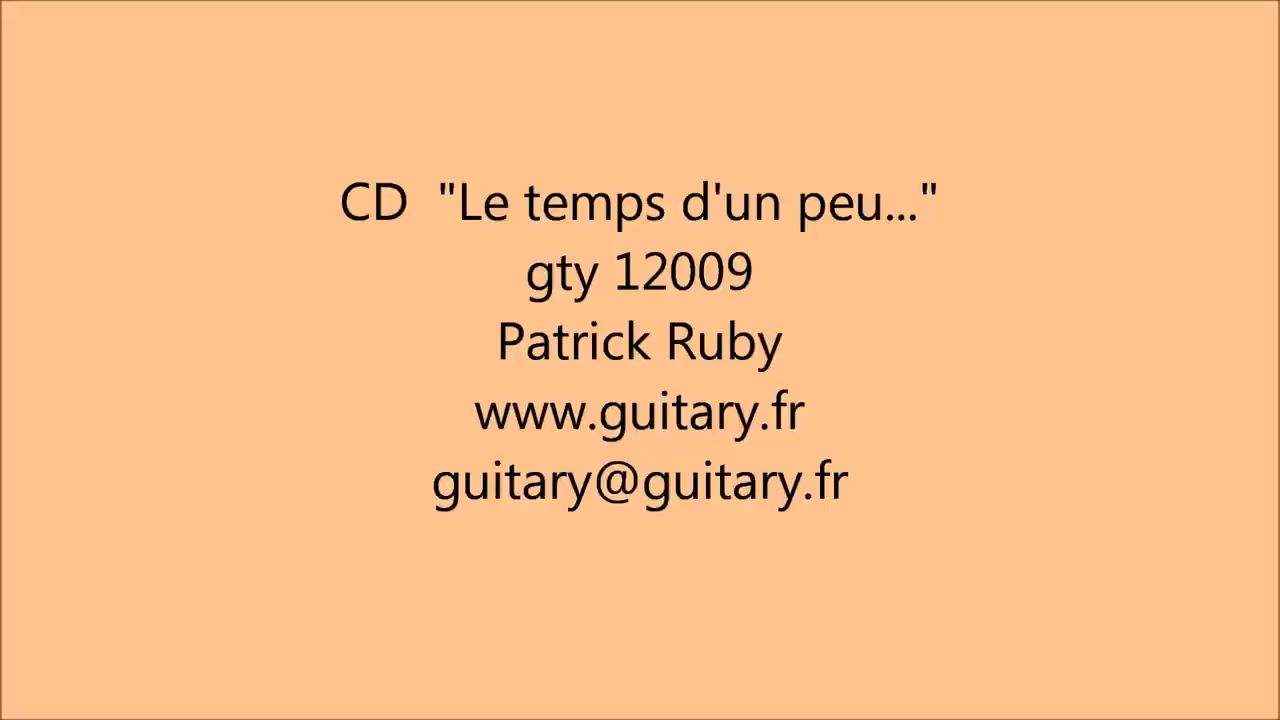 CD  "Le temps d'un peu..."
gty 12009
Patrick Ruby
www.guitary.fr
guitary@guitary.fr